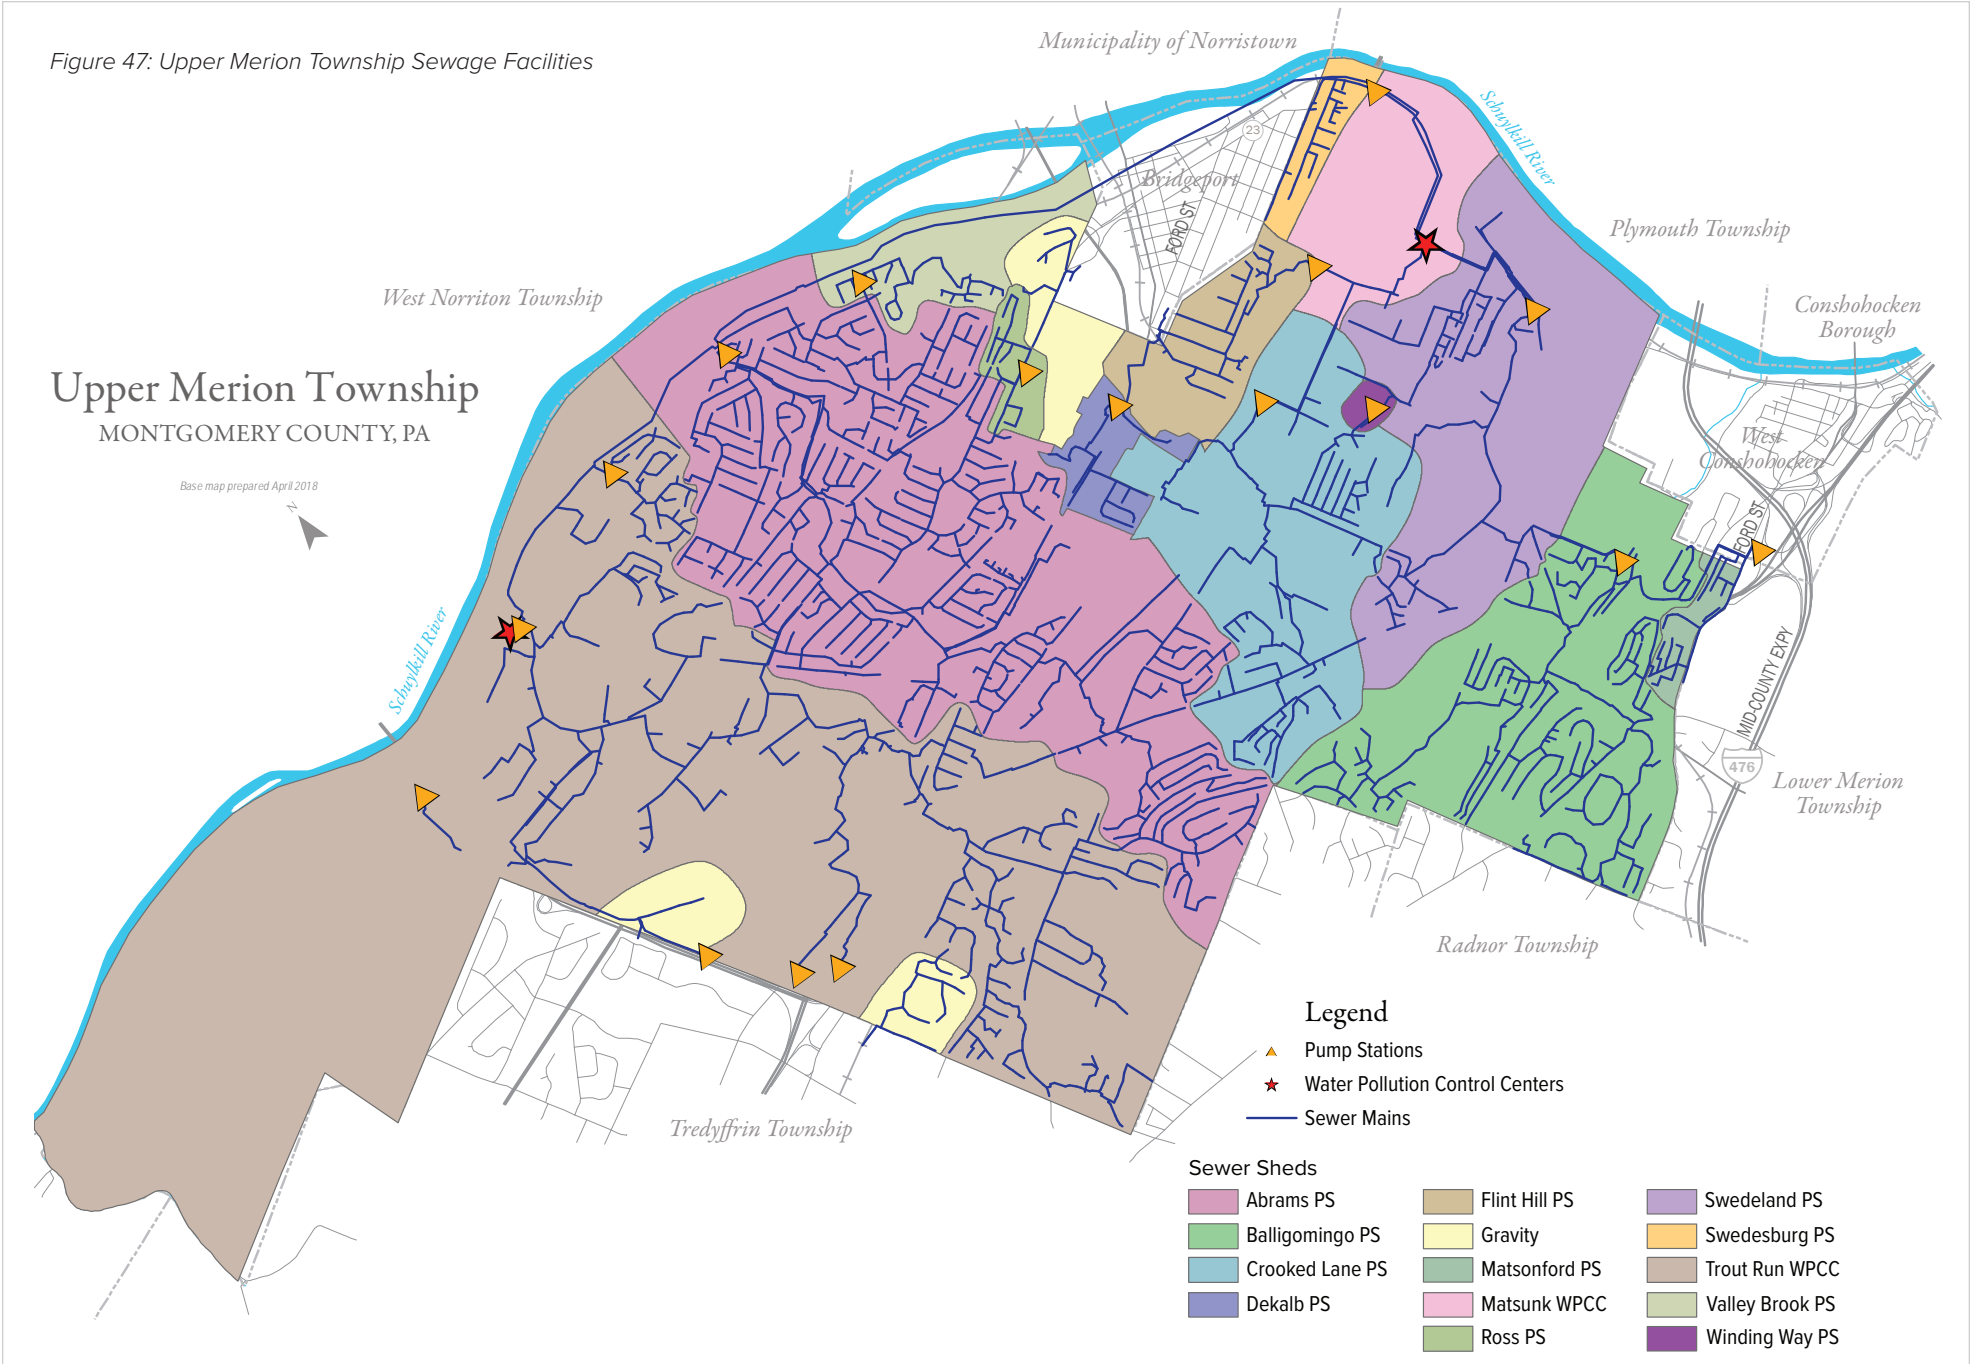 Figure 47: Upper Merion Township Sewage Facilities
Municipality of Norristown
Schuylkill River
23
Bridgeport
FORD ST
Plymouth Township
West Norriton Township
Conshohocken
Borough
Upper Merion Township
MONTGOMERY COUNTY, PA
Base map prepared April 2018
N
West
Conshohocken
FORD ST
Schuylkill River
MID-COUNTY EXPY
476
Lower Merion
Township
Radnor Township
Tredyffrin Township
Legend
Pump Stations
Water Pollution Control Centers
Sewer Mains
Sewer Sheds
Abrams PS
Balligomingo PS
Crooked Lane PS
Dekalb PS
Flint Hill PS
Gravity
Matsonford PS
Matsunk WPCC
Ross PS
Swedeland PS
Swedesburg PS
Trout Run WPCC
Valley Brook PS
Winding Way PS